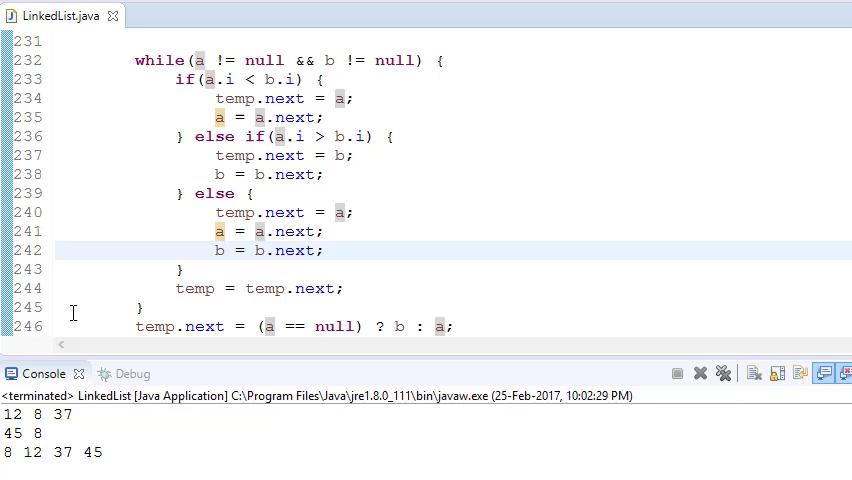 LinkedList.java
231
232 while(a != null && b != null) {
233 if(a.i < b.i) {
234 temp.next = a;
235 a = a.next;
236 } else if(a.i > b.i) {
237 temp.next = b;
238 b = b.next;
239 } else {
240 temp.next = a;
241 a = a.next;
242 b = b.next;
243 }
244 temp = temp.next;
245 }
246 temp.next = (a == null) ? b : a;
Console Debug
<terminated> LinkedList [Java Application] C:\Program Files\Java\jre1.8.0_111\bin\javaw.exe (25-Feb-2017, 10:02:29 PM)
12 8 37
45 8
8 12 37 45